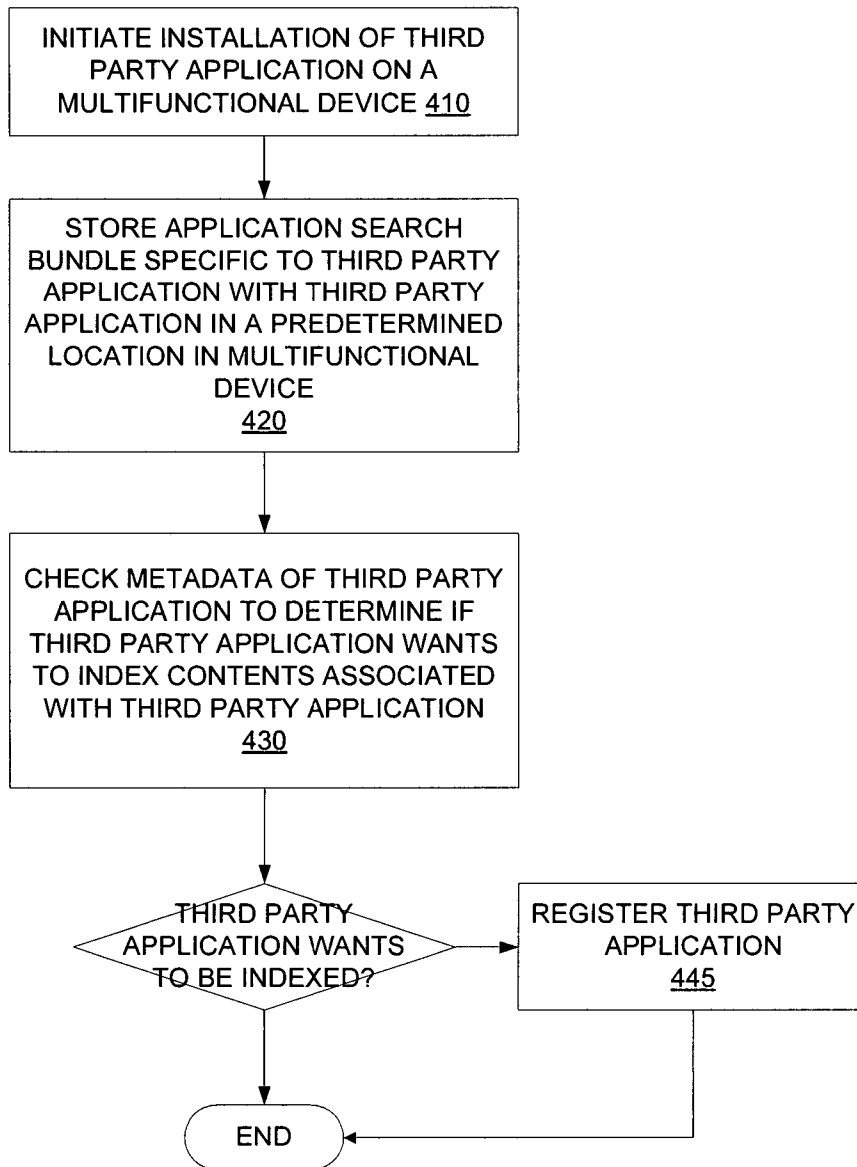 INITIATE INSTALLATION OF THIRD
PARTY APPLICATION ON A
MULTIFUNCTIONAL DEVICE 410
STORE APPLICATION SEARCH
BUNDLE SPECIFIC TO THIRD PARTY
APPLICATION WITH THIRD PARTY
APPLICATION IN A PREDETERMINED
LOCATION IN MULTIFUNCTIONAL
DEVICE
420
CHECK METADATA OF THIRD PARTY
APPLICATION TO DETERMINE IF
THIRD PARTY APPLICATION WANTS
TO INDEX CONTENTS ASSOCIATED
WITH THIRD PARTY APPLICATION
430
THIRD PARTY
APPLICATION WANTS
TO BE INDEXED?
REGISTER THIRD PARTY
APPLICATION
445
END